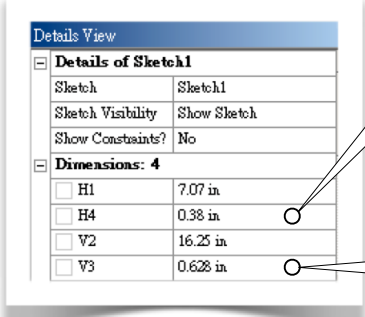 Details View
Details of Sketch1
Sketch Sketch1
Sketch Visibility Show Sketch
Show Constraints? No
Dimensions: 4
H1 7.07 in
H4 0.38 in
V2 16.25 in
V3 0.628 in